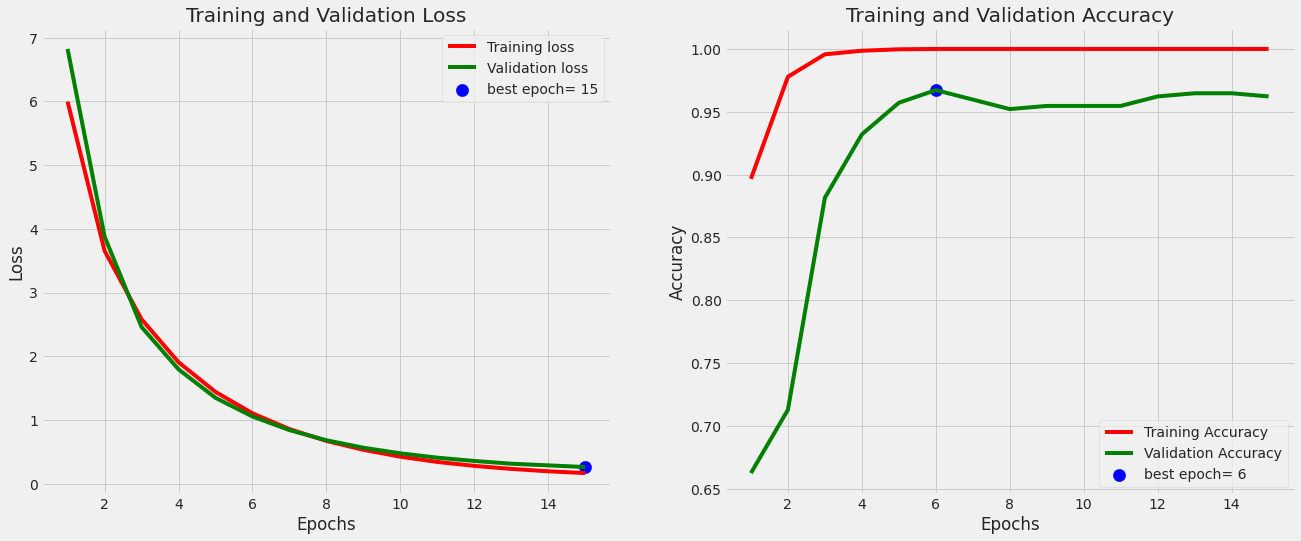 Training and Validation Loss
7
6
5
4
3
2
1
0
Loss
2
4
6
8
10
12
14
Epochs
Training loss
Validation loss
best epoch= 15
Training and Validation Accuracy
1.00
0.95
0.90
0.85
0.80
0.75
0.70
0.65
Accuracy
2
4
6
8
10
12
14
Epochs
Training Accuracy
Validation Accuracy
best epoch= 6